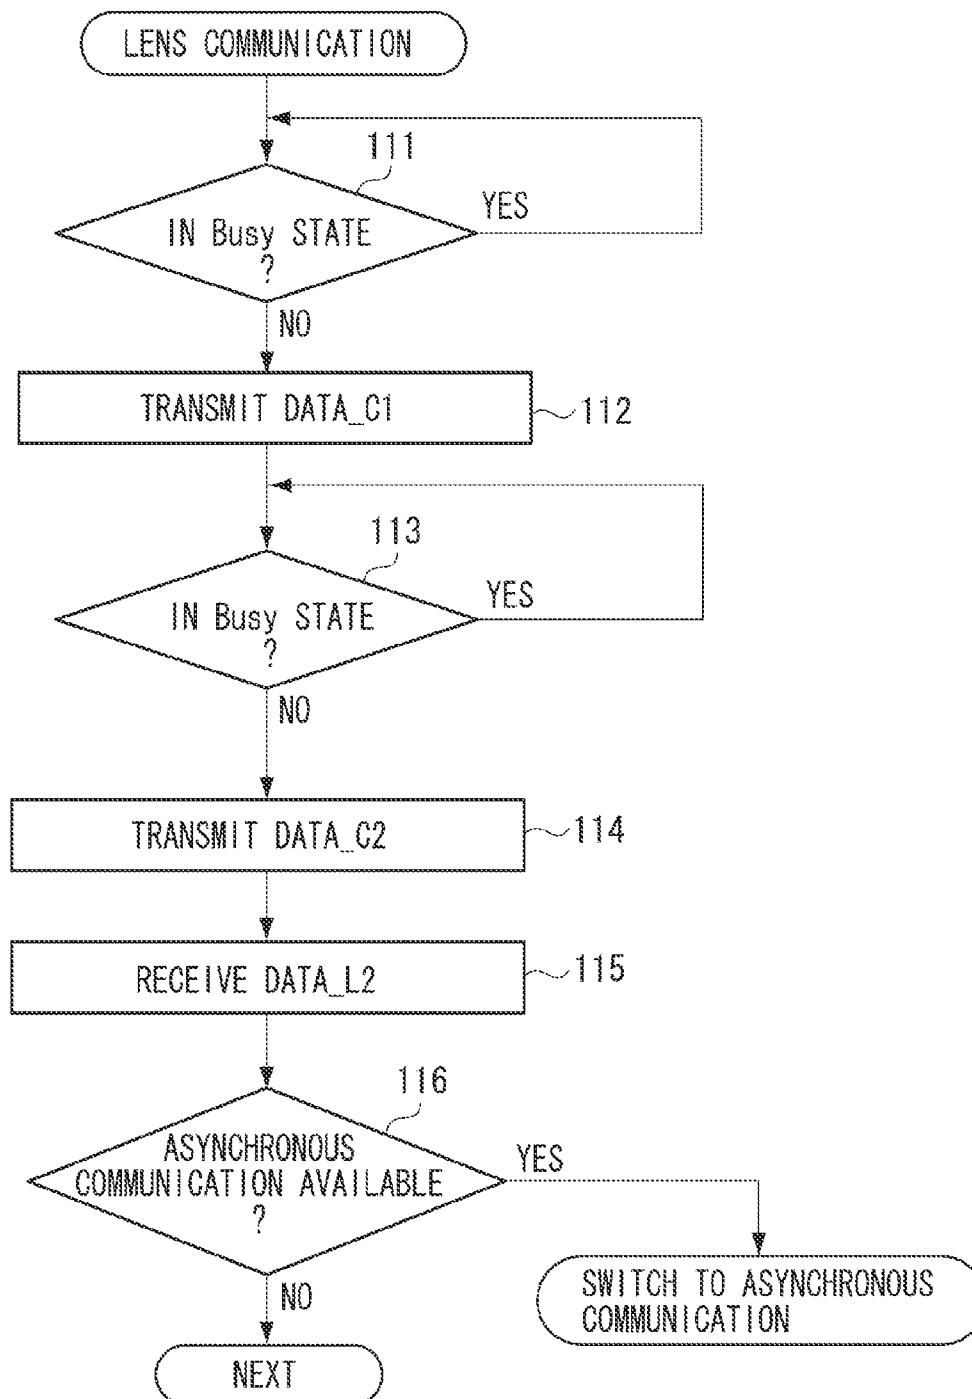 LENS COMMUNICATION
111
YES
IN Busy STATE
?
NO
TRANSMIT DATA_C1
112
113
YES
IN Busy STATE
?
NO
TRANSMIT DATA_C2
114
RECEIVE DATA_L2
115
116
ASYNCHRONOUS
COMMUNICATION AVAILABLE
?
YES
NO
SWITCH TO ASYNCHRONOUS
COMMUNICATION
NEXT